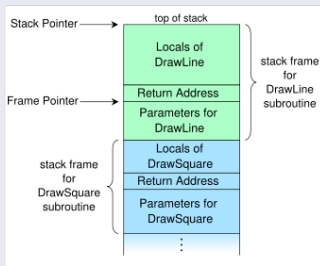 top of stack
Stack Pointer
Locals of
DrawLine
Return Address
Frame Pointer
Parameters for
DrawLine
stack frame
for
DrawLine
subroutine
Locals of
DrawSquare
Return Address
Parameters for
DrawSquare
stack frame
for
DrawSquare
subroutine
⋮